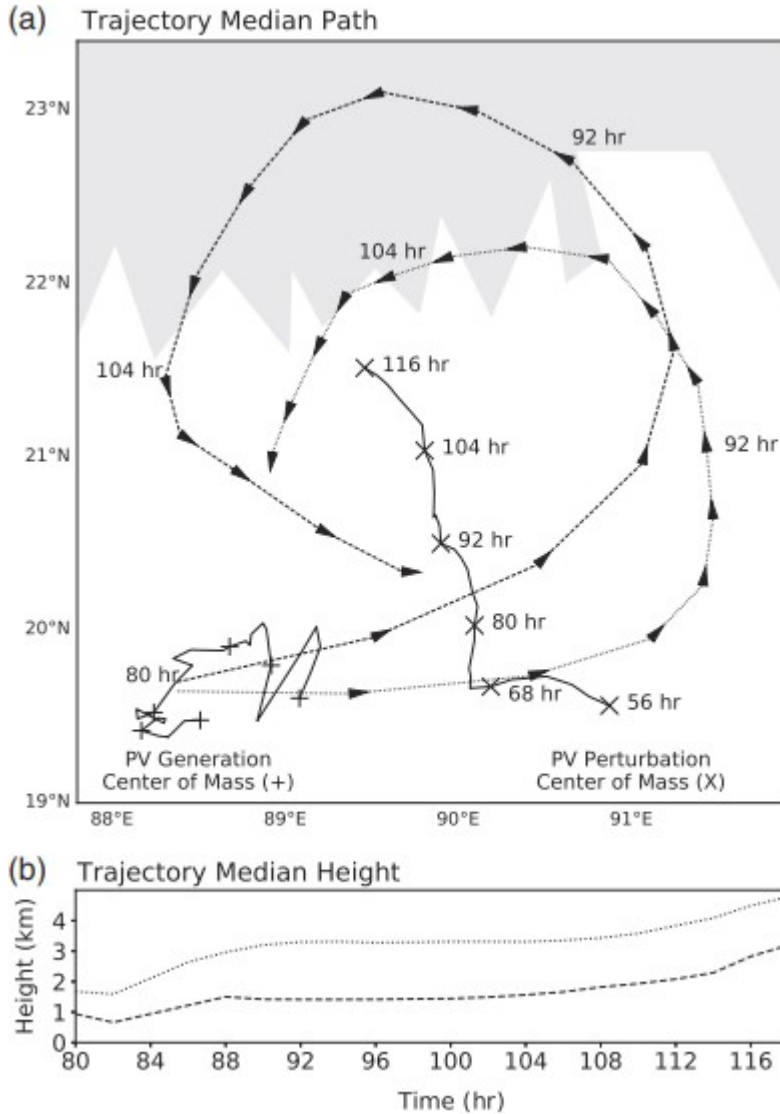 (a) Trajectory Median Path
23°N
92 hr
104 hr
22°N
104 hr
116 hr
92 hr
21°N
104 hr
92 hr
20°N
80 hr
80 hr
68 hr
56 hr
PV Generation
Center of Mass (+)
PV Perturbation
Center of Mass (X)
19°N
88°E 89°E 90°E 91°E
(b) Trajectory Median Height
Height (km)
4
3
2
1
0
80 84 88 92 96 100 104 108 112 116
Time (hr)